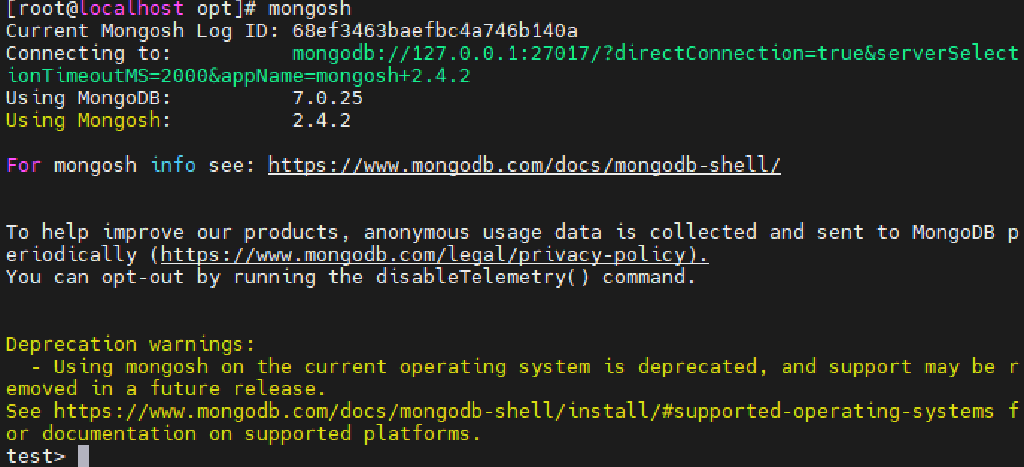 [root@localhost opt]# mongosh
Current Mongosh Log ID: 68ef3463baefbc4a746b140a
Connecting to:          mongodb://127.0.0.1:27017/?directConnection=true&serverSelect
ionTimeoutMS=2000&appName=mongosh+2.4.2
Using MongoDB:          7.0.25
Using Mongosh:          2.4.2
For mongosh info see: https://www.mongodb.com/docs/mongodb-shell/
To help improve our products, anonymous usage data is collected and sent to MongoDB p
eriodically (https://www.mongodb.com/legal/privacy-policy).
You can opt-out by running the disableTelemetry() command.
Deprecation warnings:
  - Using mongosh on the current operating system is deprecated, and support may be r
emoved in a future release.
See https://www.mongodb.com/docs/mongodb-shell/install/#supported-operating-systems f
or documentation on supported platforms.
test>